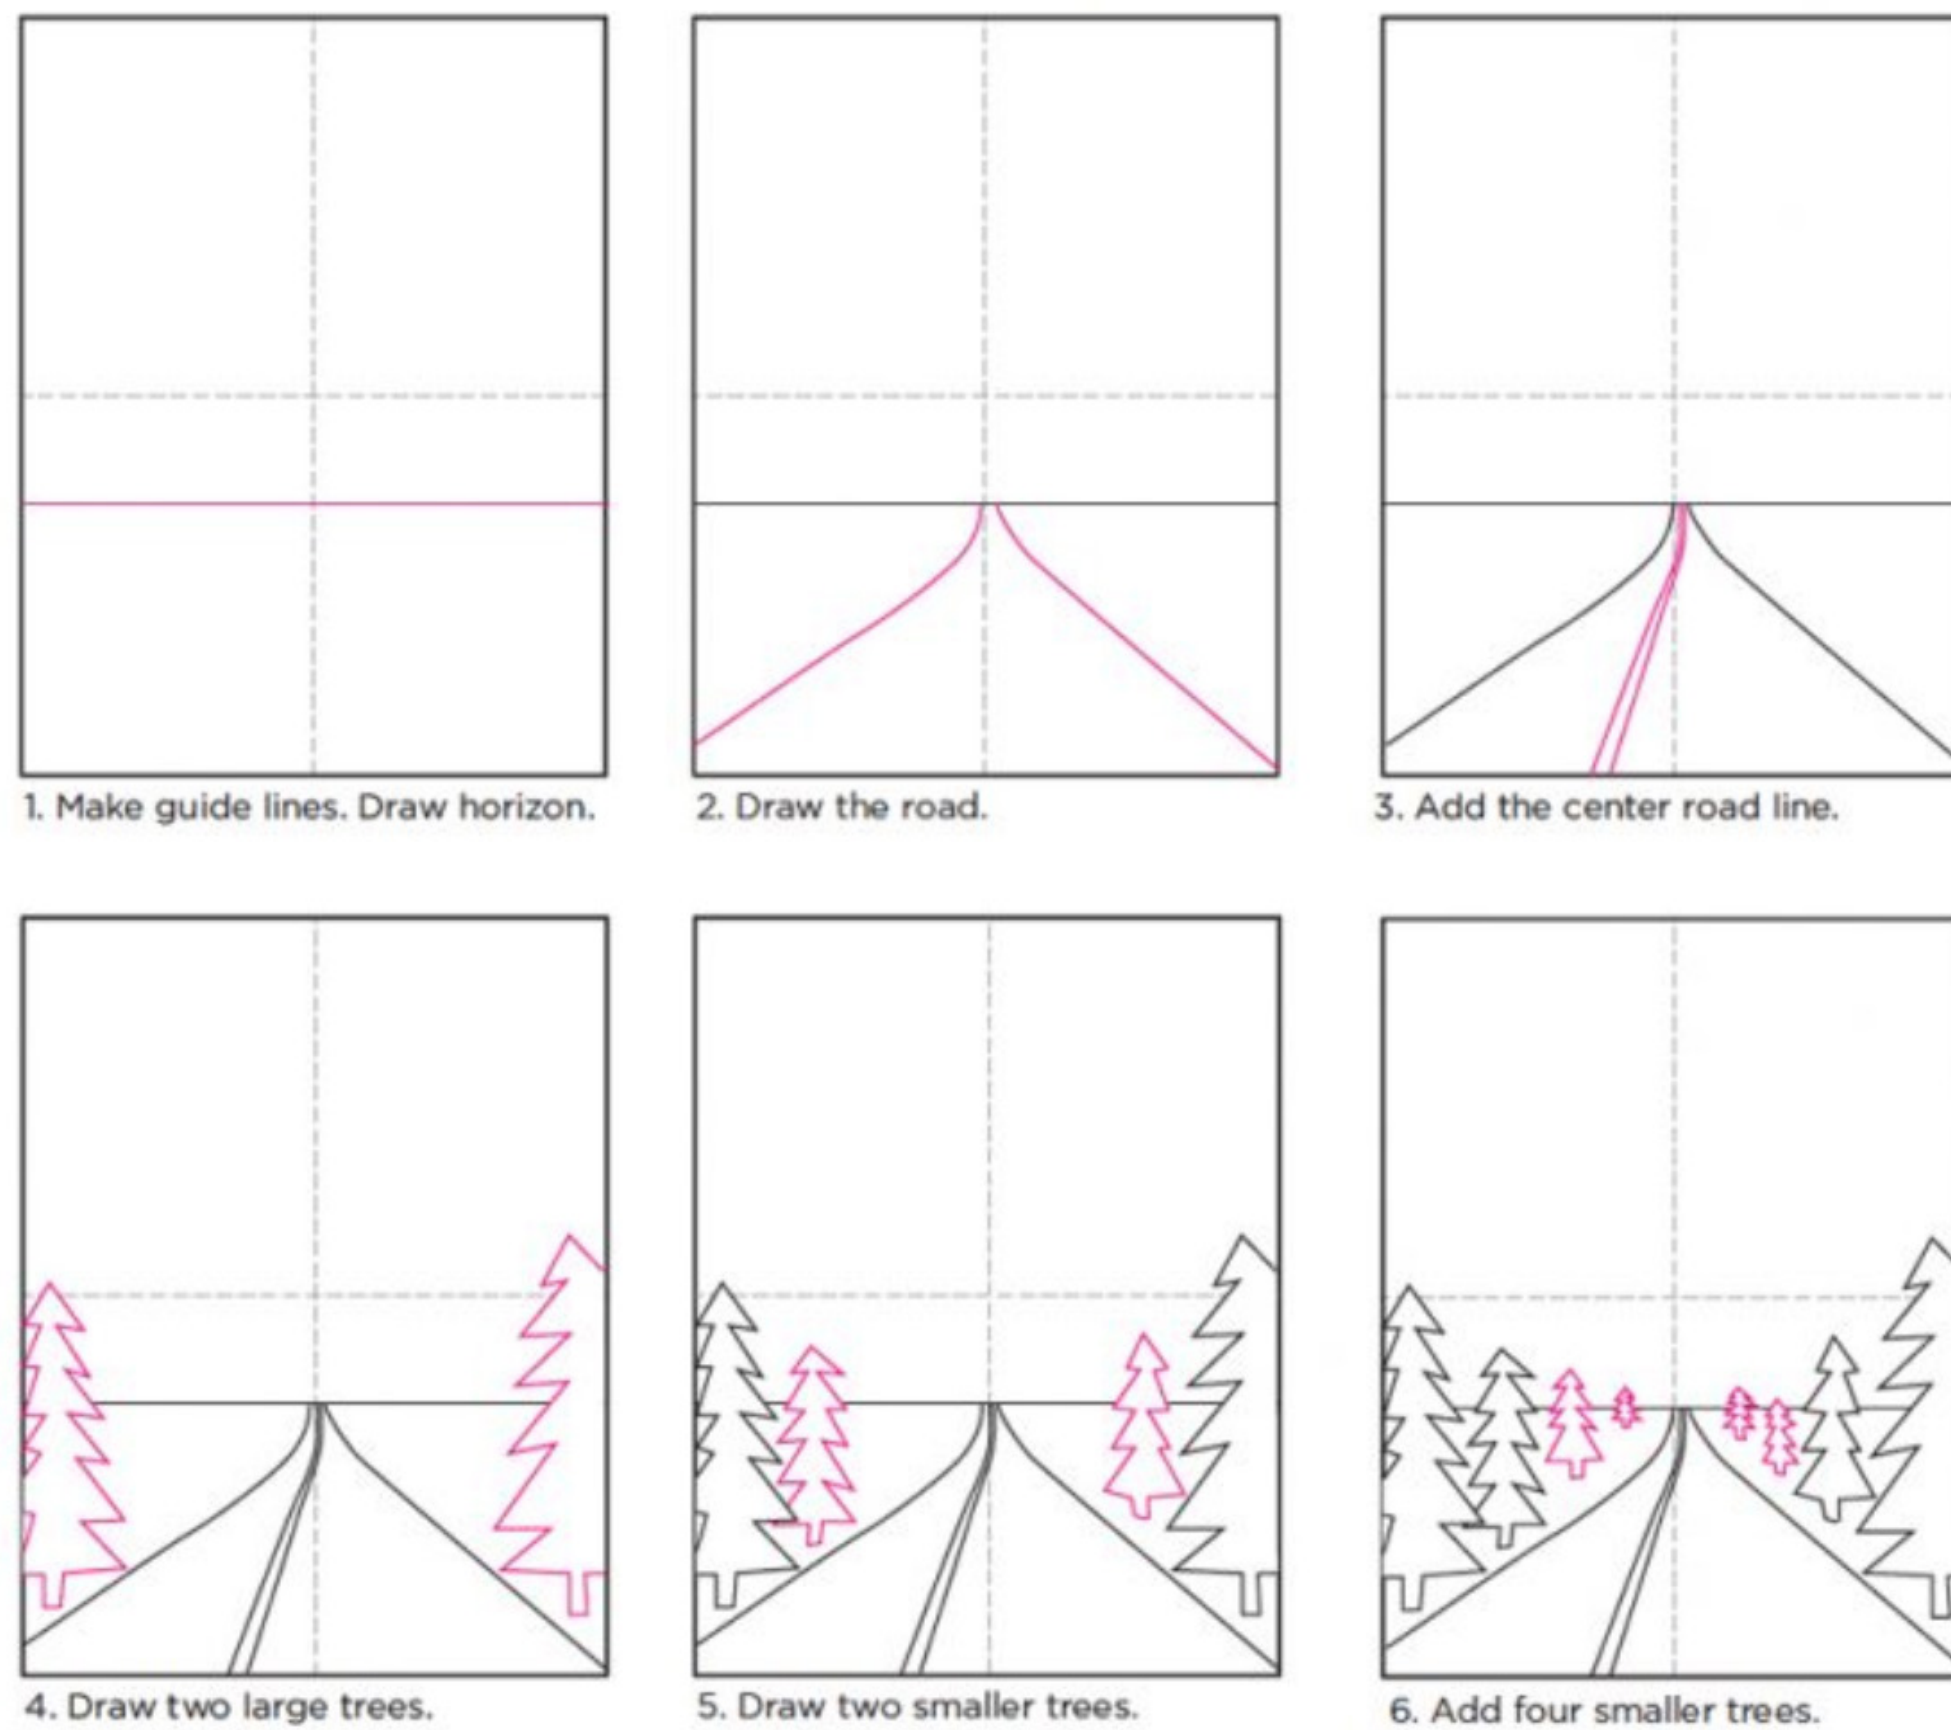 1. Make guide lines. Draw horizon.
2. Draw the road.
3. Add the center road line.
4. Draw two large trees.
5. Draw two smaller trees.
6. Add four smaller trees.